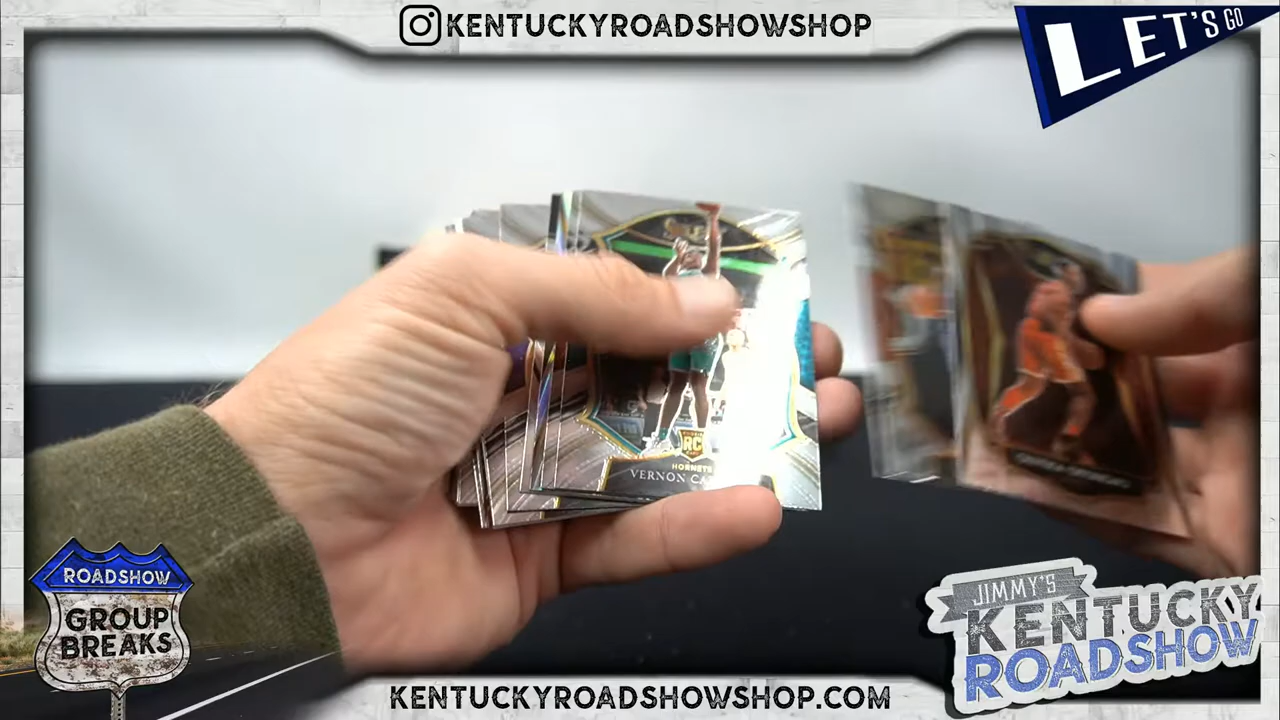 KENTUCKYROADSHOWSHOP
LET'S GO
RC
HORNETS
VERNON CA
ROADSHOW
GROUP
BREAKS
JIMMY'S
KENTUCKY
ROADSHOW
KENTUCKYROADSHOWSHOP.COM